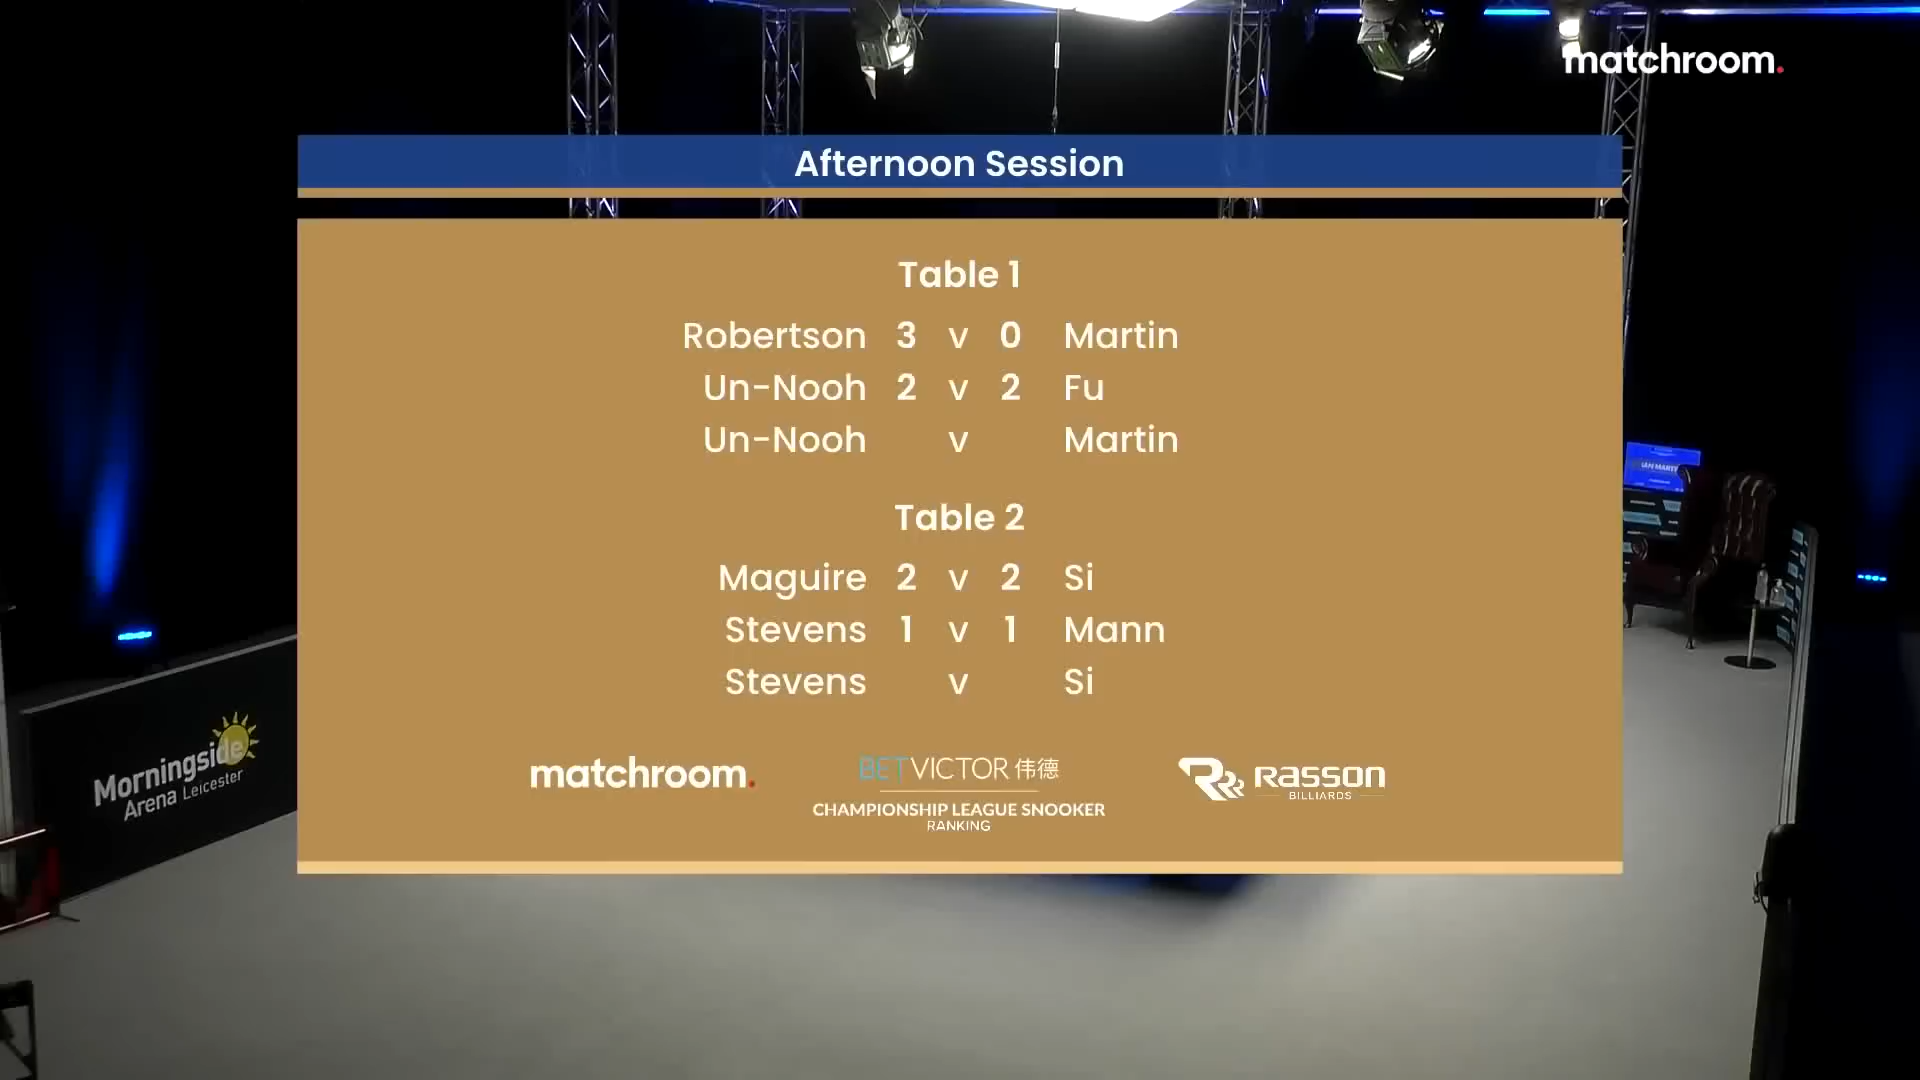 matchroom.
Afternoon Session
Table 1
Robertson 3 v 0 Martin
Un-Nooh 2 v 2 Fu
Un-Nooh v Martin
Table 2
Maguire 2 v 2 Si
Stevens 1 v 1 Mann
Stevens v Si
matchroom.
BETVICTOR 伟德
CHAMPIONSHIP LEAGUE SNOOKER
RANKING
RASSON
BILLIARDS
Morningside
Arena Leicester